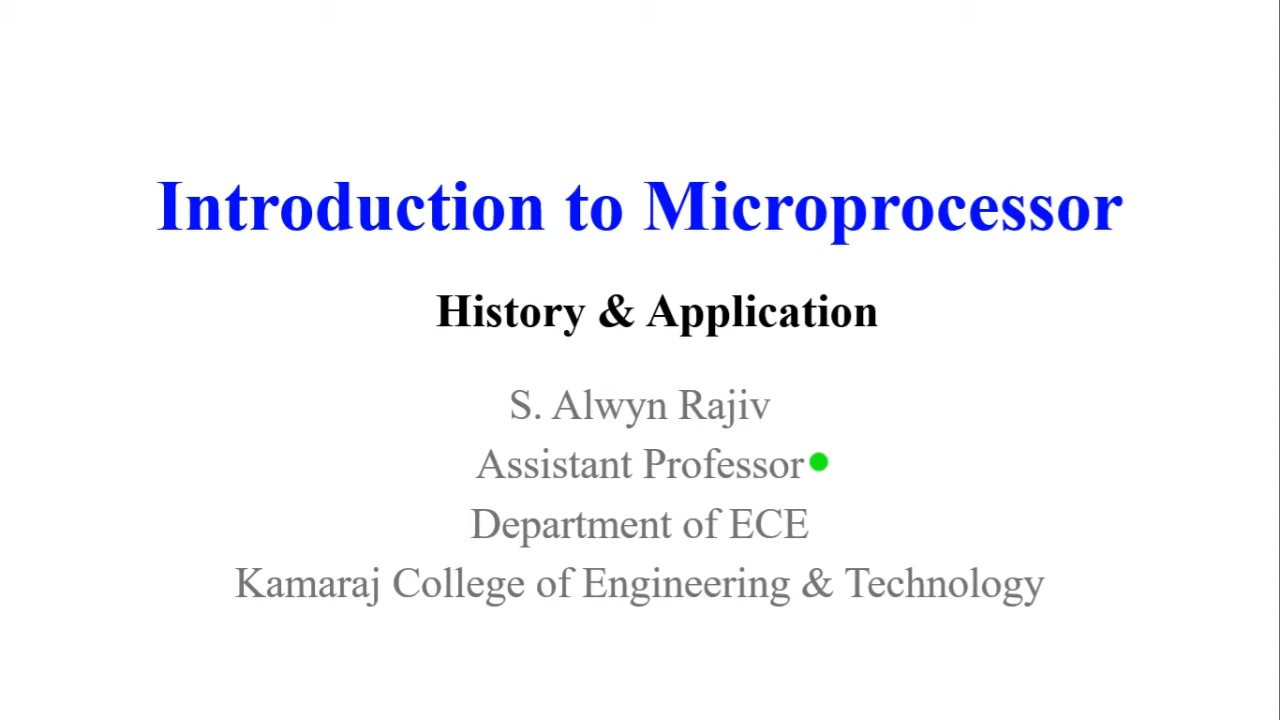 Introduction to Microprocessor
History & Application
S. Alwyn Rajiv
Assistant Professor
Department of ECE
Kamaraj College of Engineering & Technology